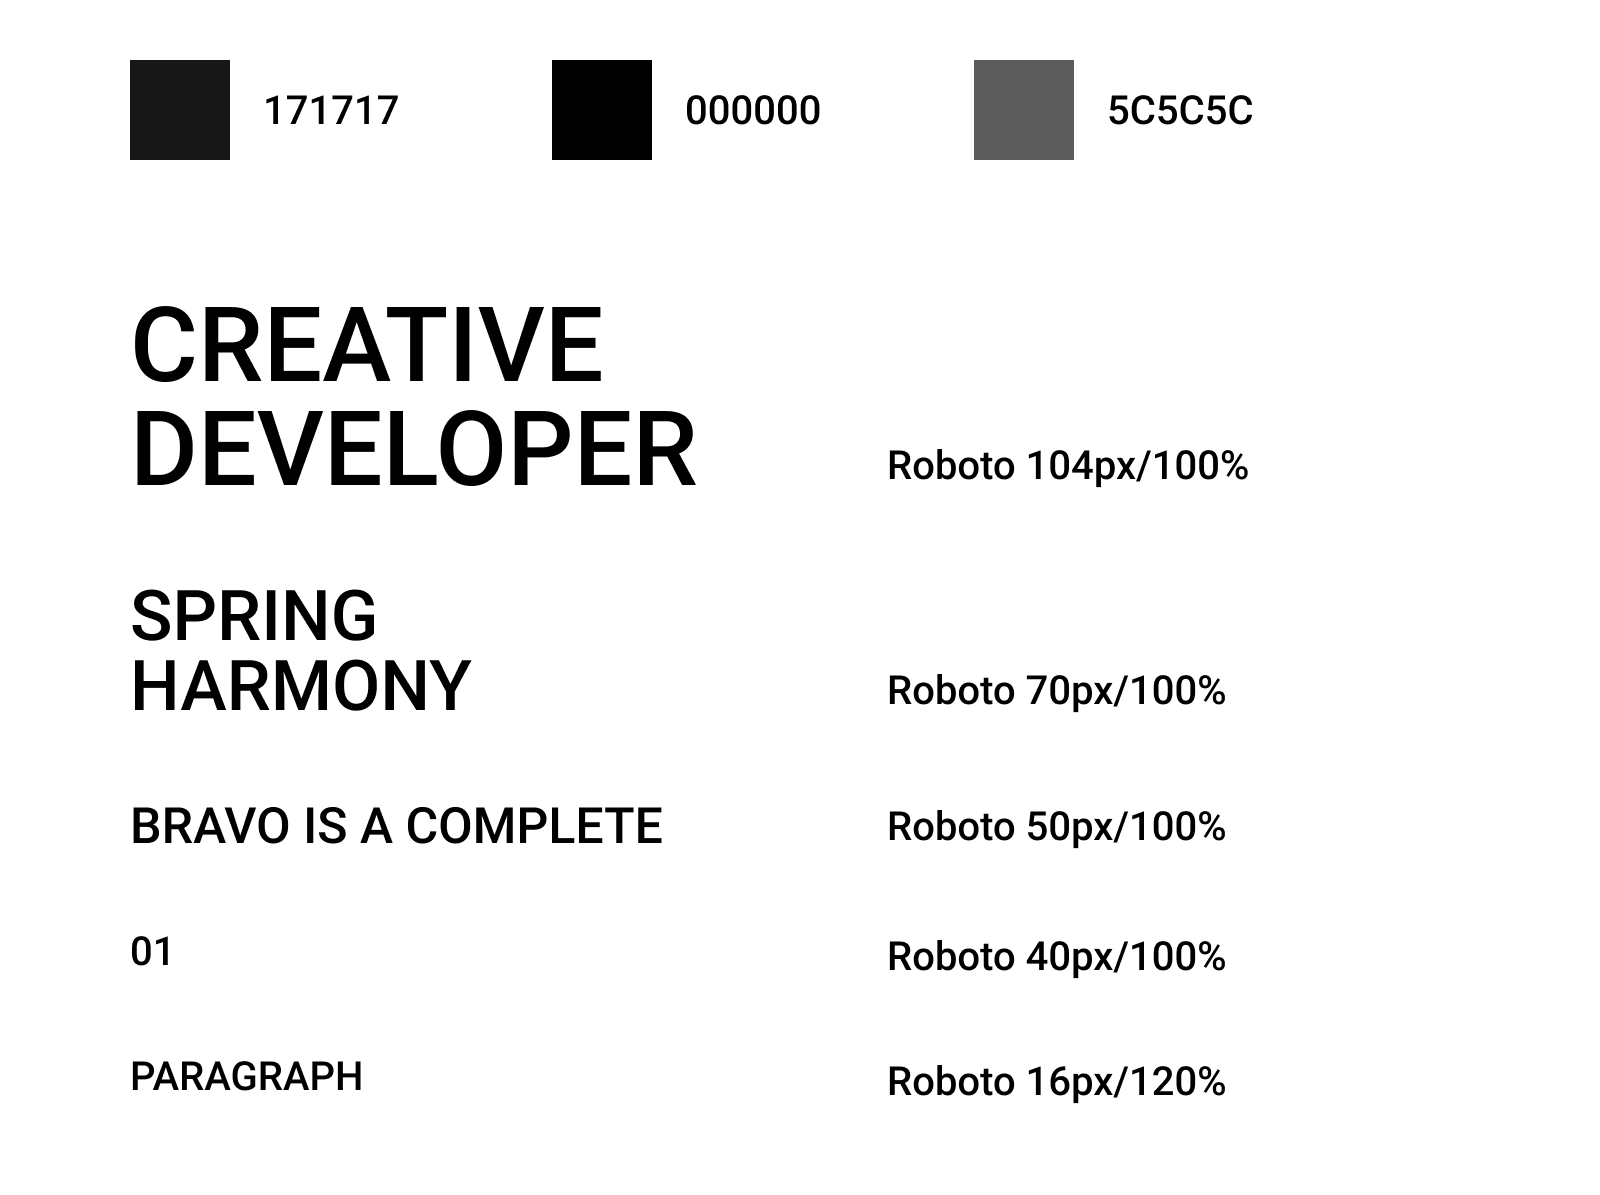 171717
000000
5C5C5C
CREATIVE
DEVELOPER
Roboto 104px/100%
SPRING
HARMONY
Roboto 70px/100%
BRAVO IS A COMPLETE
Roboto 50px/100%
01
Roboto 40px/100%
PARAGRAPH
Roboto 16px/120%